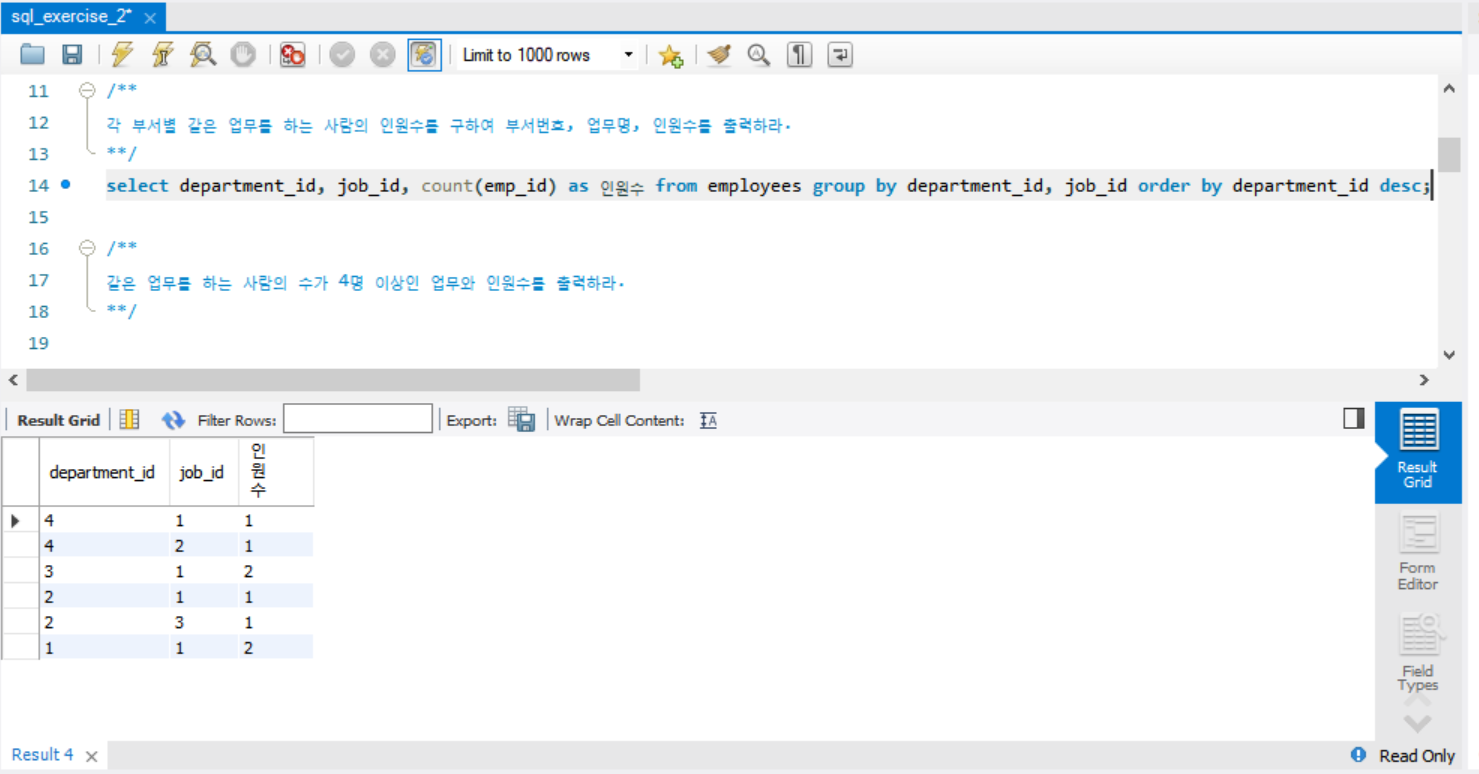 sql_exercise_2*
Limit to 1000 rows
11 /**
12 각 부서별 같은 업무를 하는 사람의 인원수를 구하여 부서번호, 업무명, 인원수를 출력하라.
13 **/
14 select department_id, job_id, count(emp_id) as 인원수 from employees group by department_id, job_id order by department_id desc;
15
16 /**
17 같은 업무를 하는 사람의 수가 4명 이상인 업무와 인원수를 출력하라.
18 **/
19
Result Grid Filter Rows: Export: Wrap Cell Content:
department_id job_id 인원수
4 1 1
4 2 1
3 1 2
2 1 1
2 3 1
1 1 2
Result
Grid
Form
Editor
Field
Types
Result 4 Read Only